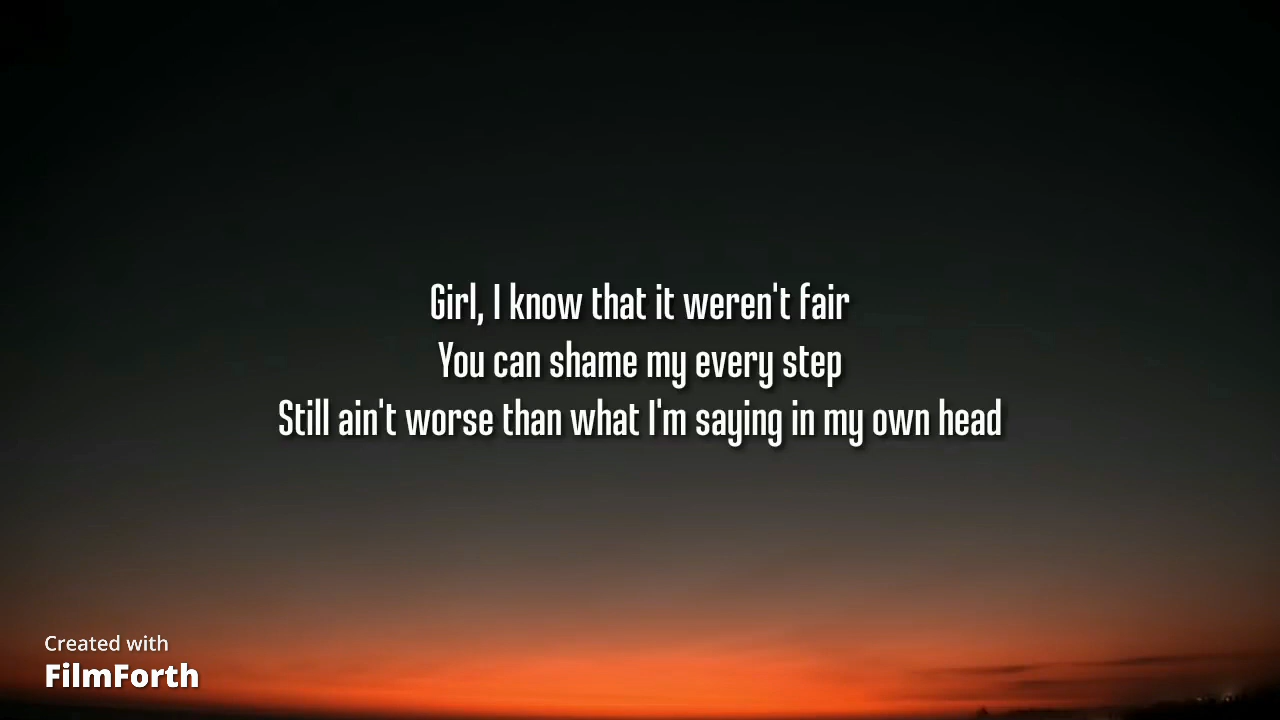 Girl, I know that it weren't fair
You can shame my every step
Still ain't worse than what I'm saying in my own head
Created with
FilmForth